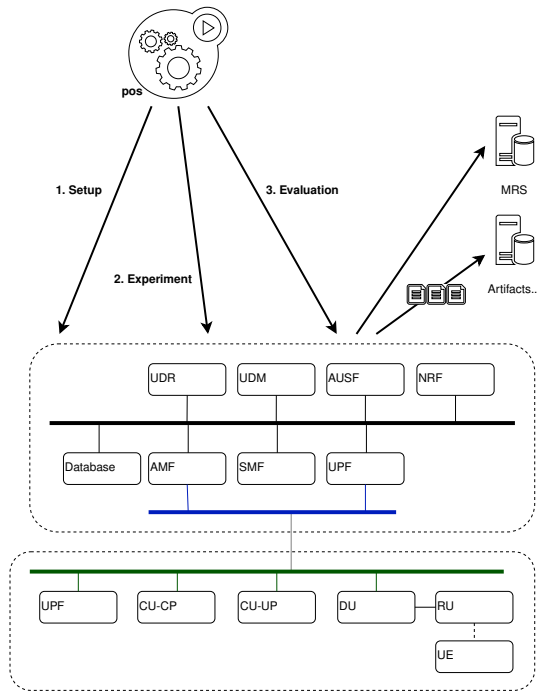 pos
1. Setup
3. Evaluation
MRS
2. Experiment
Artifacts..
UDR
UDM
AUSF
NRF
Database
AMF
SMF
UPF
UPF
CU-CP
CU-UP
DU
RU
UE